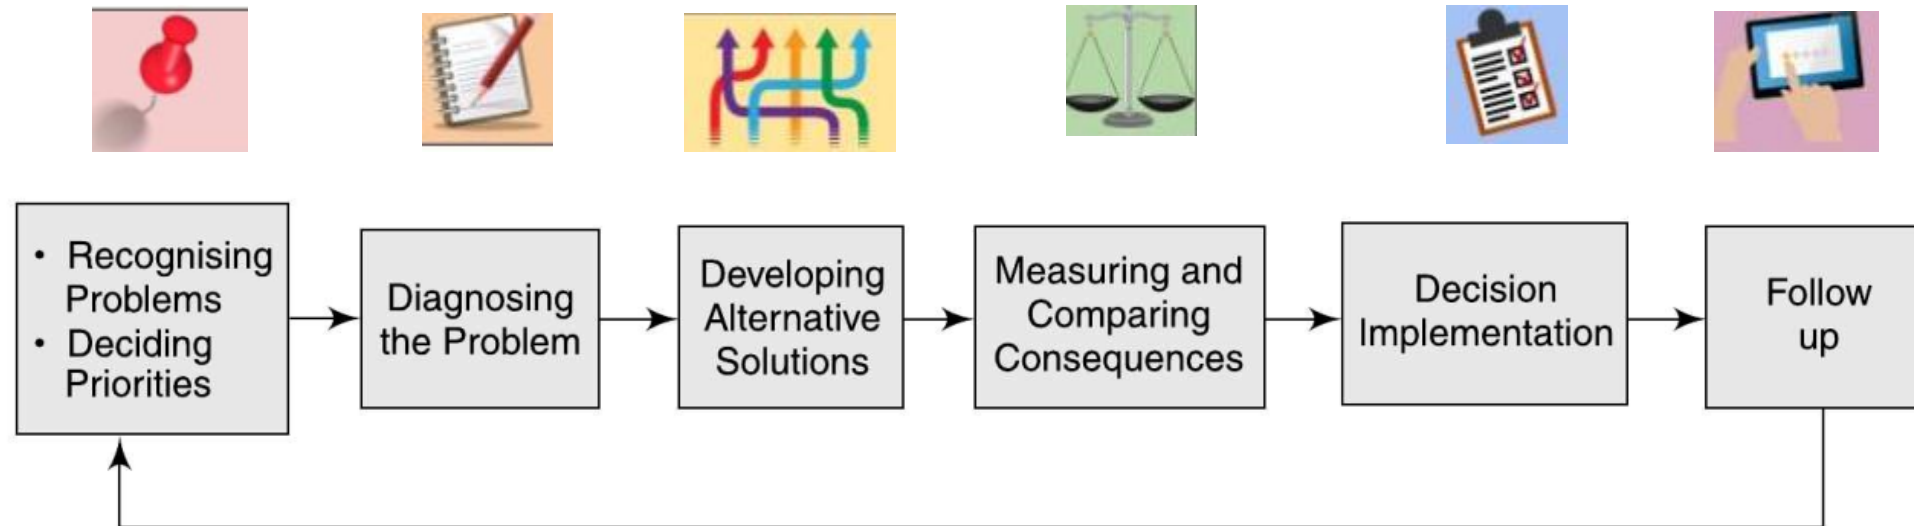 • Recognising
Problems
• Deciding
Priorities
Diagnosing
the Problem
Developing
Alternative
Solutions
Measuring and
Comparing
Consequences
Decision
Implementation
Follow
up